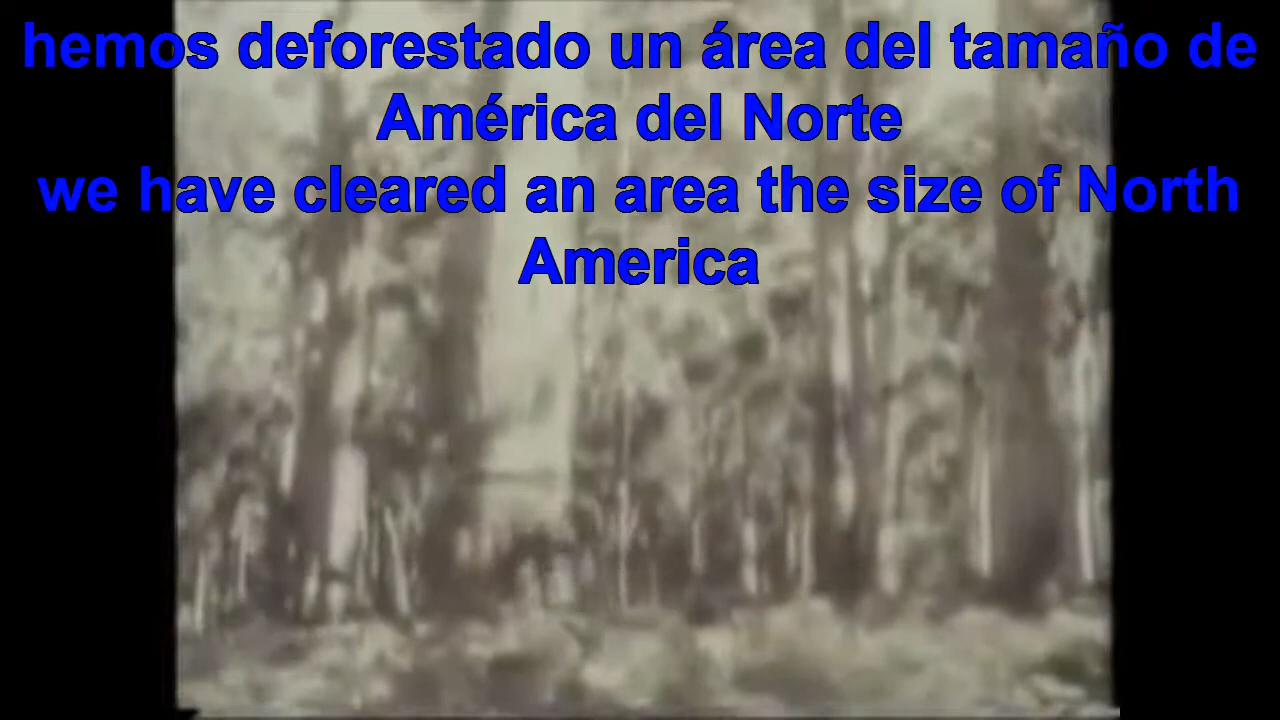 hemos deforestado un área del tamaño de
América del Norte
we have cleared an area the size of North
America